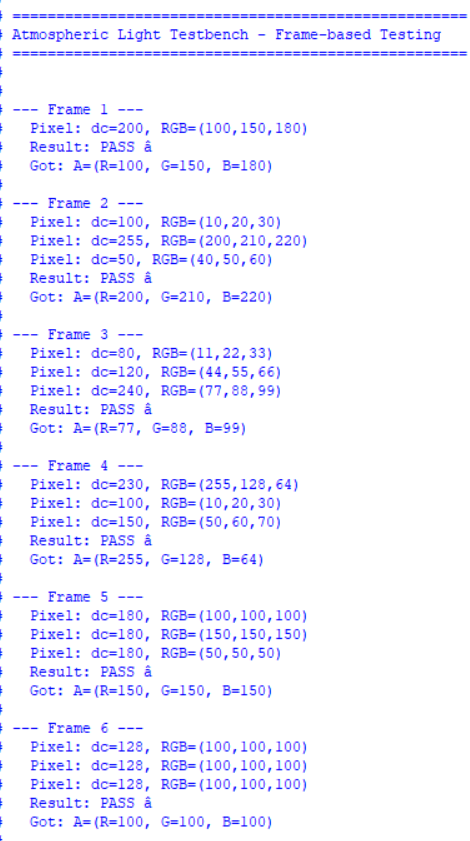 # ==================================================
# Atmospheric Light Testbench - Frame-based Testing
# ==================================================
#
#
# --- Frame 1 ---
#   Pixel: dc=200, RGB=(100,150,180)
#   Result: PASS â
#   Got: A=(R=100, G=150, B=180)
#
# --- Frame 2 ---
#   Pixel: dc=100, RGB=(10,20,30)
#   Pixel: dc=255, RGB=(200,210,220)
#   Pixel: dc=50, RGB=(40,50,60)
#   Result: PASS â
#   Got: A=(R=200, G=210, B=220)
#
# --- Frame 3 ---
#   Pixel: dc=80, RGB=(11,22,33)
#   Pixel: dc=120, RGB=(44,55,66)
#   Pixel: dc=240, RGB=(77,88,99)
#   Result: PASS â
#   Got: A=(R=77, G=88, B=99)
#
# --- Frame 4 ---
#   Pixel: dc=230, RGB=(255,128,64)
#   Pixel: dc=100, RGB=(10,20,30)
#   Pixel: dc=150, RGB=(50,60,70)
#   Result: PASS â
#   Got: A=(R=255, G=128, B=64)
#
# --- Frame 5 ---
#   Pixel: dc=180, RGB=(100,100,100)
#   Pixel: dc=180, RGB=(150,150,150)
#   Pixel: dc=180, RGB=(50,50,50)
#   Result: PASS â
#   Got: A=(R=150, G=150, B=150)
#
# --- Frame 6 ---
#   Pixel: dc=128, RGB=(100,100,100)
#   Pixel: dc=128, RGB=(100,100,100)
#   Pixel: dc=128, RGB=(100,100,100)
#   Result: PASS â
#   Got: A=(R=100, G=100, B=100)
#